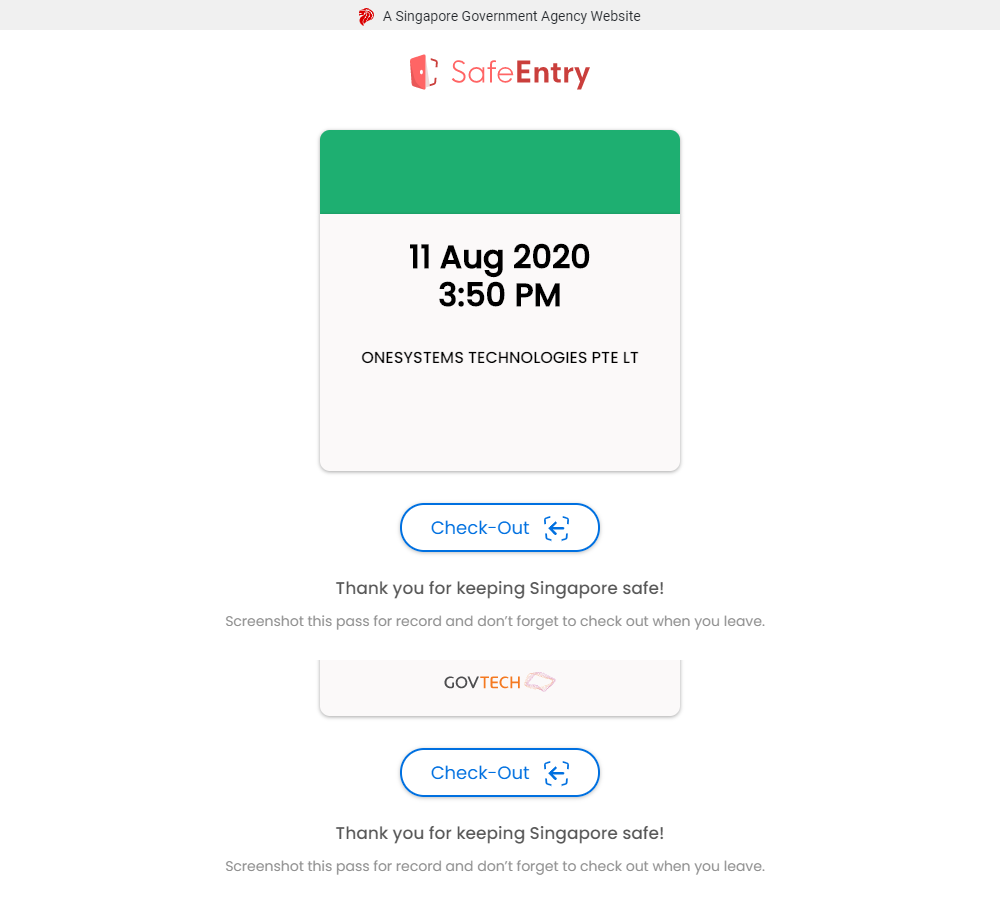 A Singapore Government Agency Website
SafeEntry
11 Aug 2020
3:50 PM
ONESYSTEMS TECHNOLOGIES PTE LT
Check-Out
Thank you for keeping Singapore safe!
Screenshot this pass for record and don’t forget to check out when you leave.
GOVTECH
Check-Out
Thank you for keeping Singapore safe!
Screenshot this pass for record and don’t forget to check out when you leave.